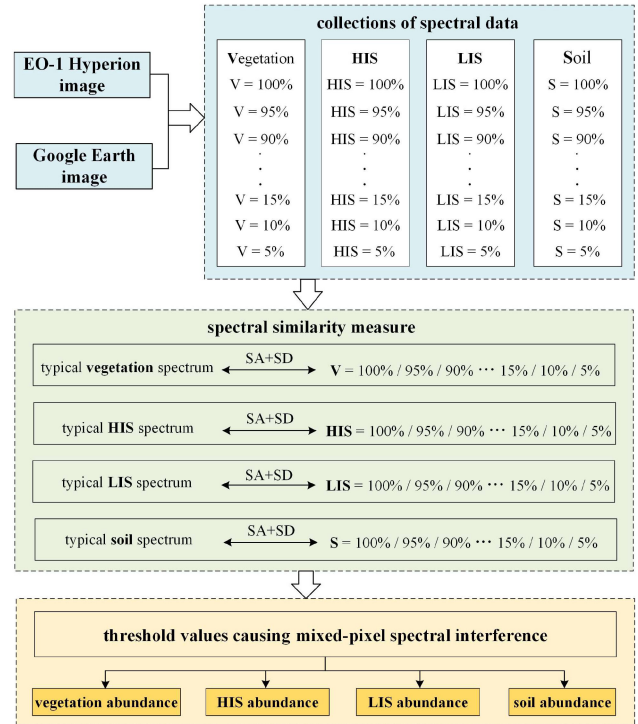 collections of spectral data
EO-1 Hyperion
image
Google Earth
image
Vegetation
V = 100%
V = 95%
V = 90%
.
.
.
V = 15%
V = 10%
V = 5%
HIS
HIS = 100%
HIS = 95%
HIS = 90%
.
.
.
HIS = 15%
HIS = 10%
HIS = 5%
LIS
LIS = 100%
LIS = 95%
LIS = 90%
.
.
.
LIS = 15%
LIS = 10%
LIS = 5%
Soil
S = 100%
S = 95%
S = 90%
.
.
.
S = 15%
S = 10%
S = 5%
spectral similarity measure
typical vegetation spectrum SA+SD V = 100% / 95% / 90% ··· 15% / 10% / 5%
typical HIS spectrum SA+SD HIS = 100% / 95% / 90% ··· 15% / 10% / 5%
typical LIS spectrum SA+SD LIS = 100% / 95% / 90% ··· 15% / 10% / 5%
typical soil spectrum SA+SD S = 100% / 95% / 90% ··· 15% / 10% / 5%
threshold values causing mixed-pixel spectral interference
vegetation abundance
HIS abundance
LIS abundance
soil abundance